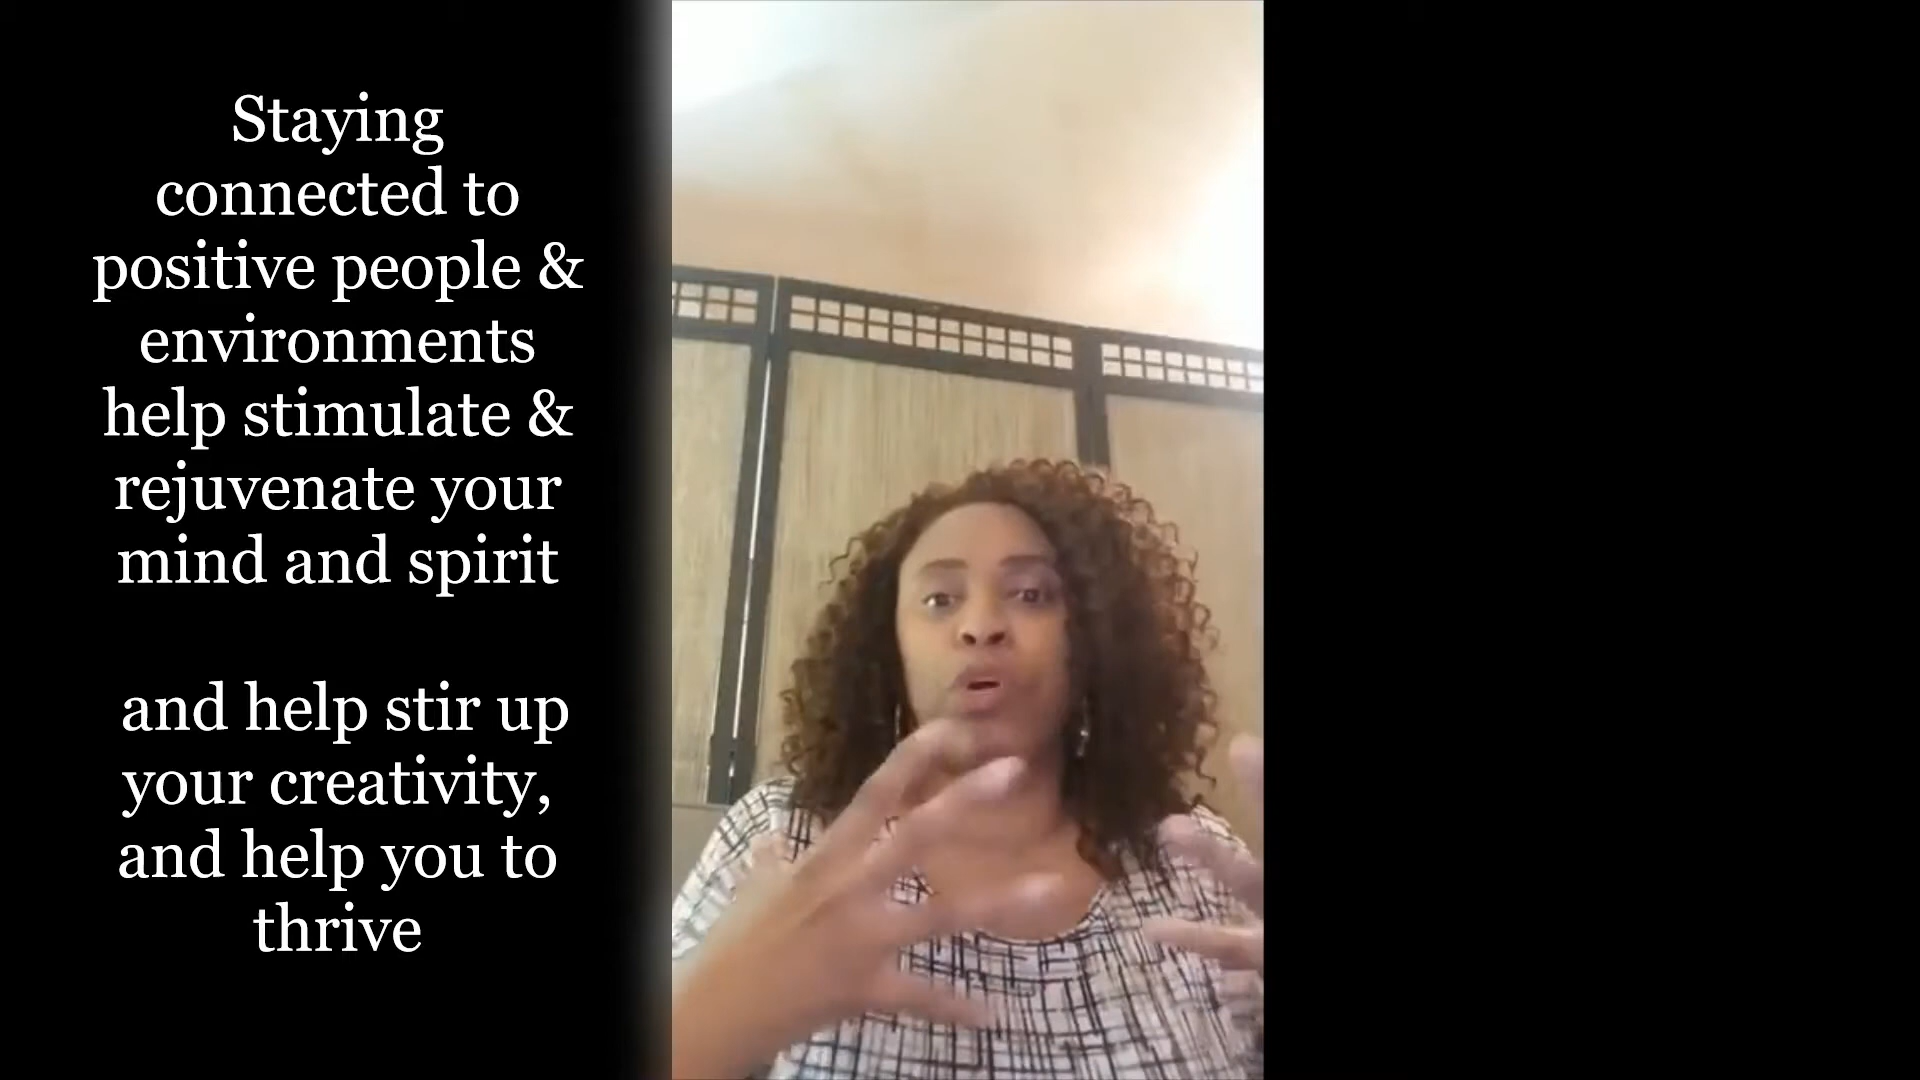 Staying
connected to
positive people &
environments
help stimulate &
rejuvenate your
mind and spirit
and help stir up
your creativity,
and help you to
thrive